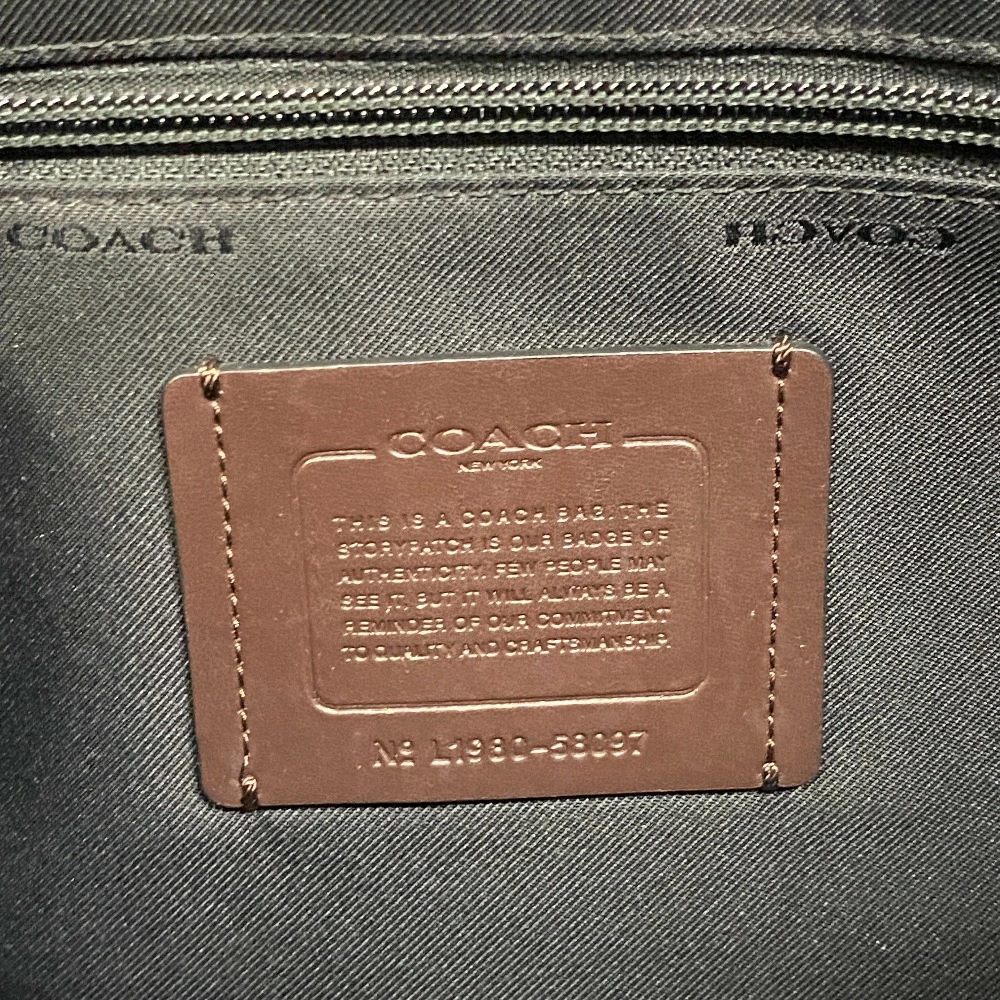 COACH COACH
COACH
NEW YORK
THIS IS A COACH BAG. THE
STORYPATCH IS OUR BADGE OF
AUTHENTICITY. FEW PEOPLE MAY
SEE IT, BUT IT WILL ALWAYS BE A
REMINDER OF OUR COMMITMENT
TO QUALITY AND CRAFTSMANSHIP.
Nº L1980-58097